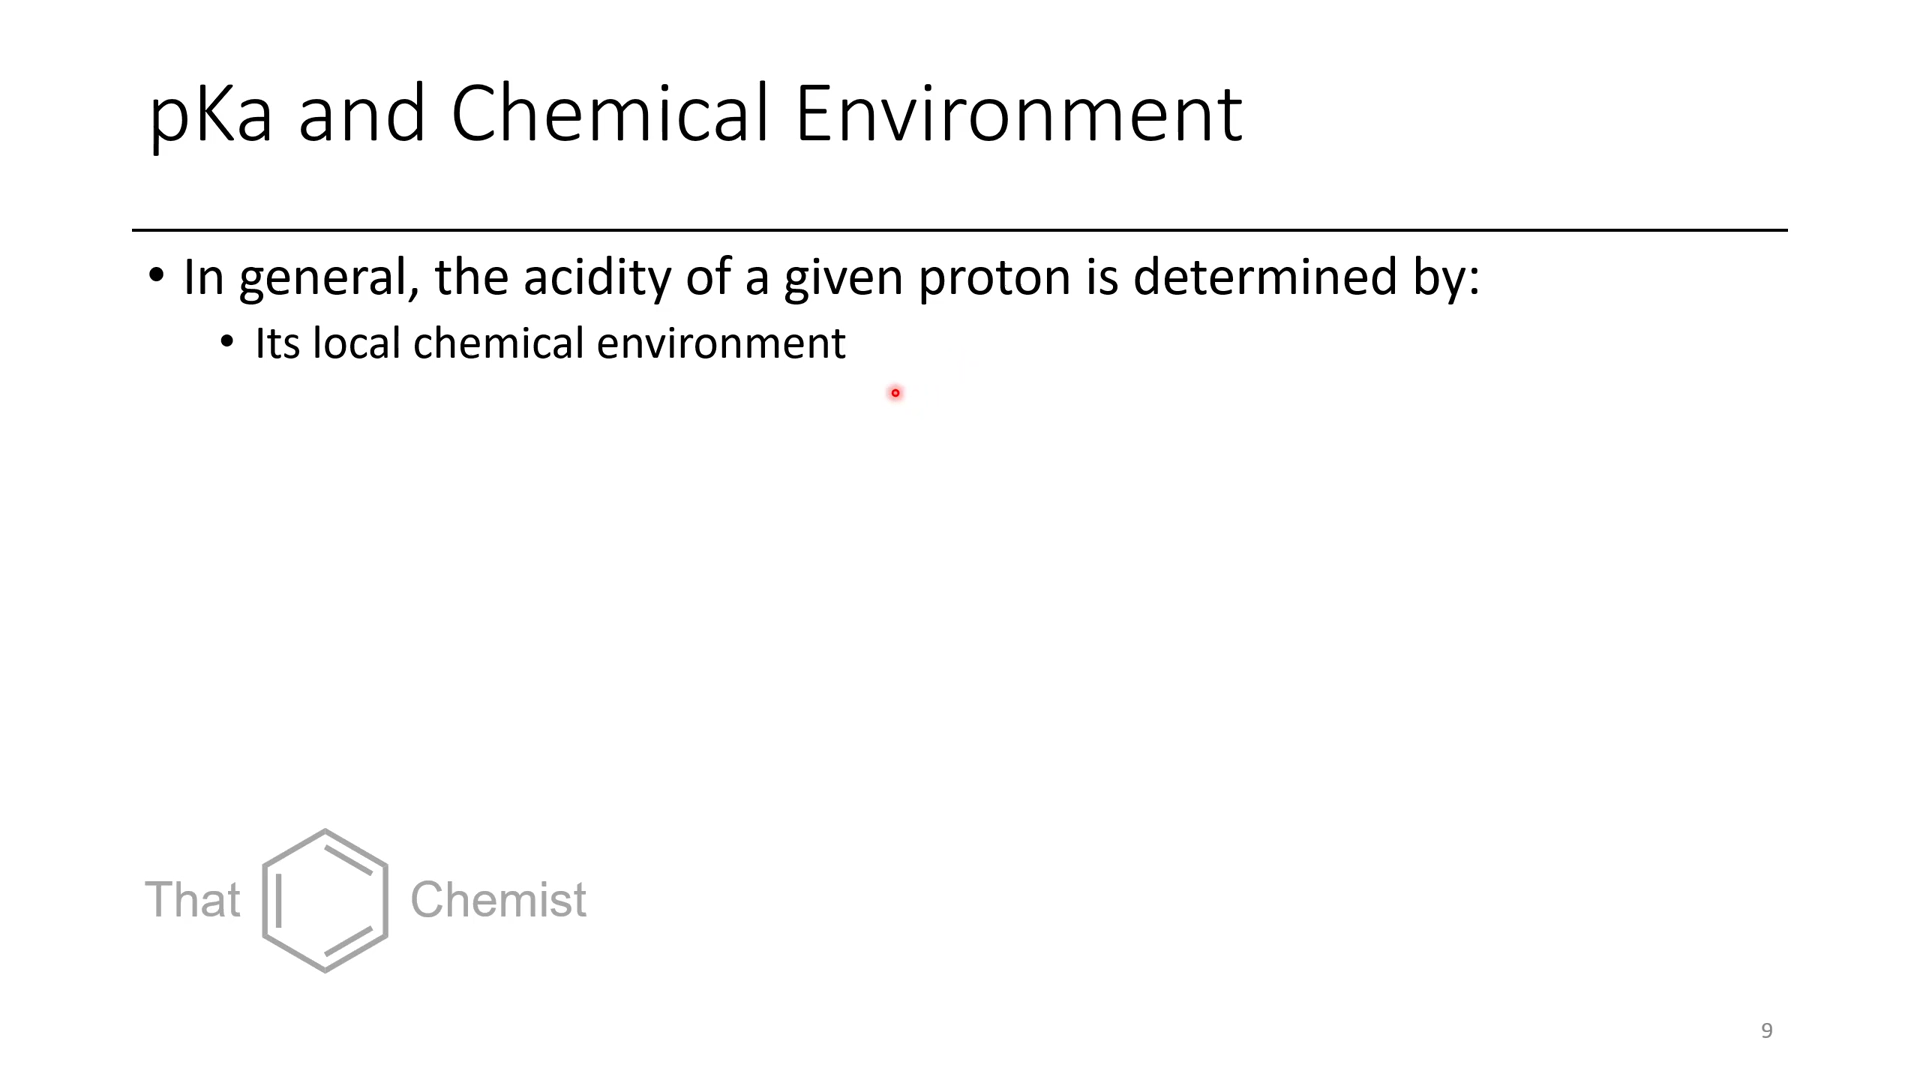 pKa and Chemical Environment
• In general, the acidity of a given proton is determined by:
• Its local chemical environment
That Chemist
9